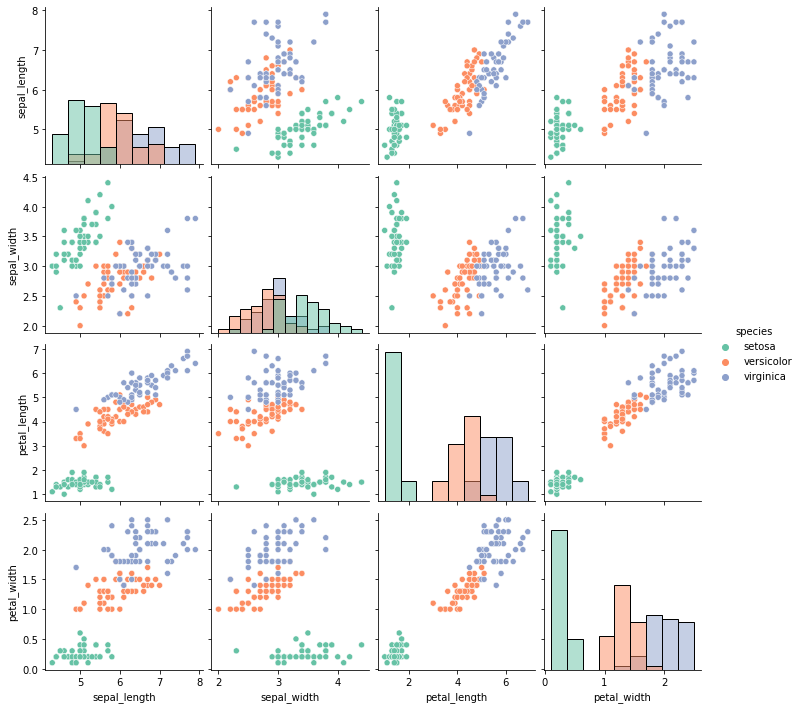 8
7
6
5
sepal_length
4.5
4.0
3.5
3.0
2.5
2.0
sepal_width
species
setosa
versicolor
virginica
7
6
5
4
3
2
1
petal_length
2.5
2.0
1.5
1.0
0.5
0.0
petal_width
5 6 7 8 2 3 4 2 4 6 0 1 2
sepal_length sepal_width petal_length petal_width